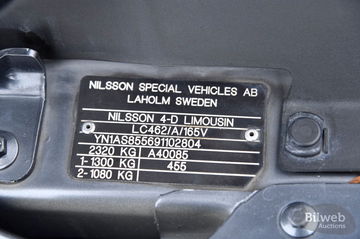 NILSSON SPECIAL VEHICLES AB
LAHOLM SWEDEN
NILSSON 4-D LIMOUSIN
LC462/A/165V
YN1AS855691102804
2320 KG A40085
1-1300 KG 455
2-1080 KG
Bilweb
Auctions